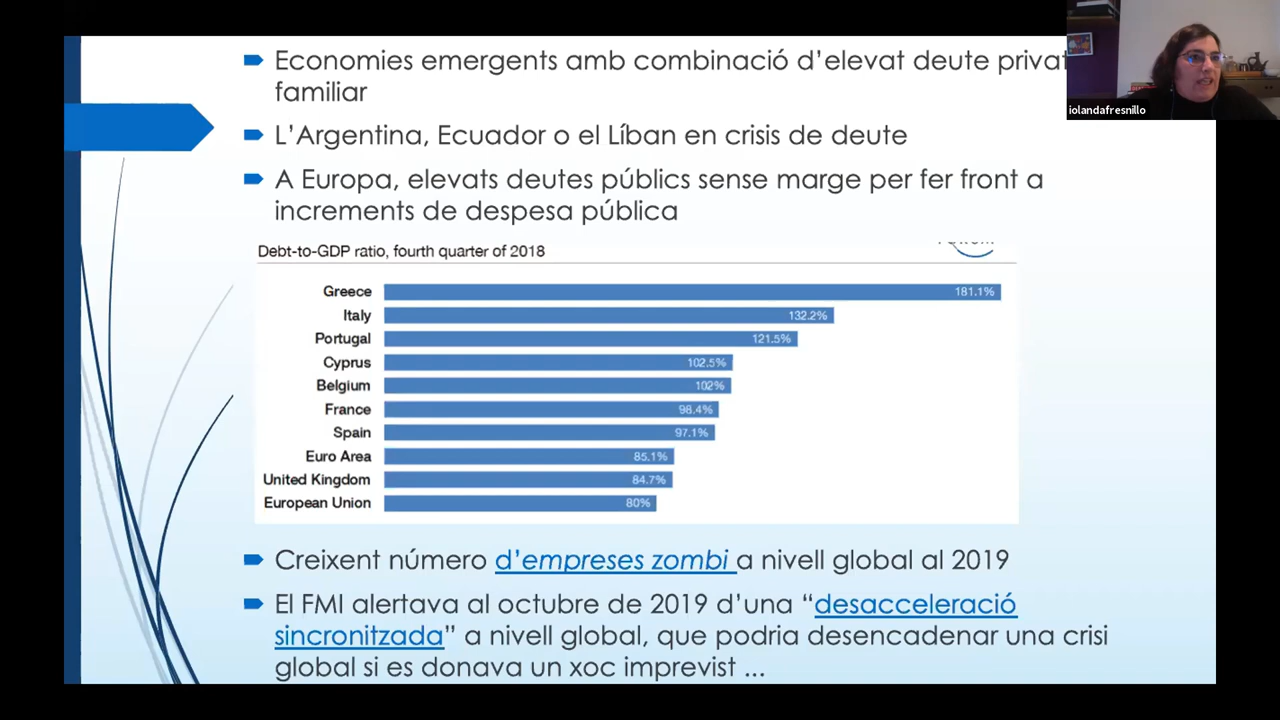 Economies emergents amb combinació d’elevat deute privat
familiar
iolandafresnillo
L’Argentina, Ecuador o el Líban en crisis de deute
A Europa, elevats deutes públics sense marge per fer front a
increments de despesa pública
Debt-to-GDP ratio, fourth quarter of 2018
Greece 181.1%
Italy 132.2%
Portugal 121.5%
Cyprus 102.5%
Belgium 102%
France 98.4%
Spain 97.1%
Euro Area 85.1%
United Kingdom 84.7%
European Union 80%
Creixent número d’empreses zombi a nivell global al 2019
El FMI alertava al octubre de 2019 d’una “desacceleració
sincronitzada” a nivell global, que podria desencadenar una crisi
global si es donava un xoc imprevist ...